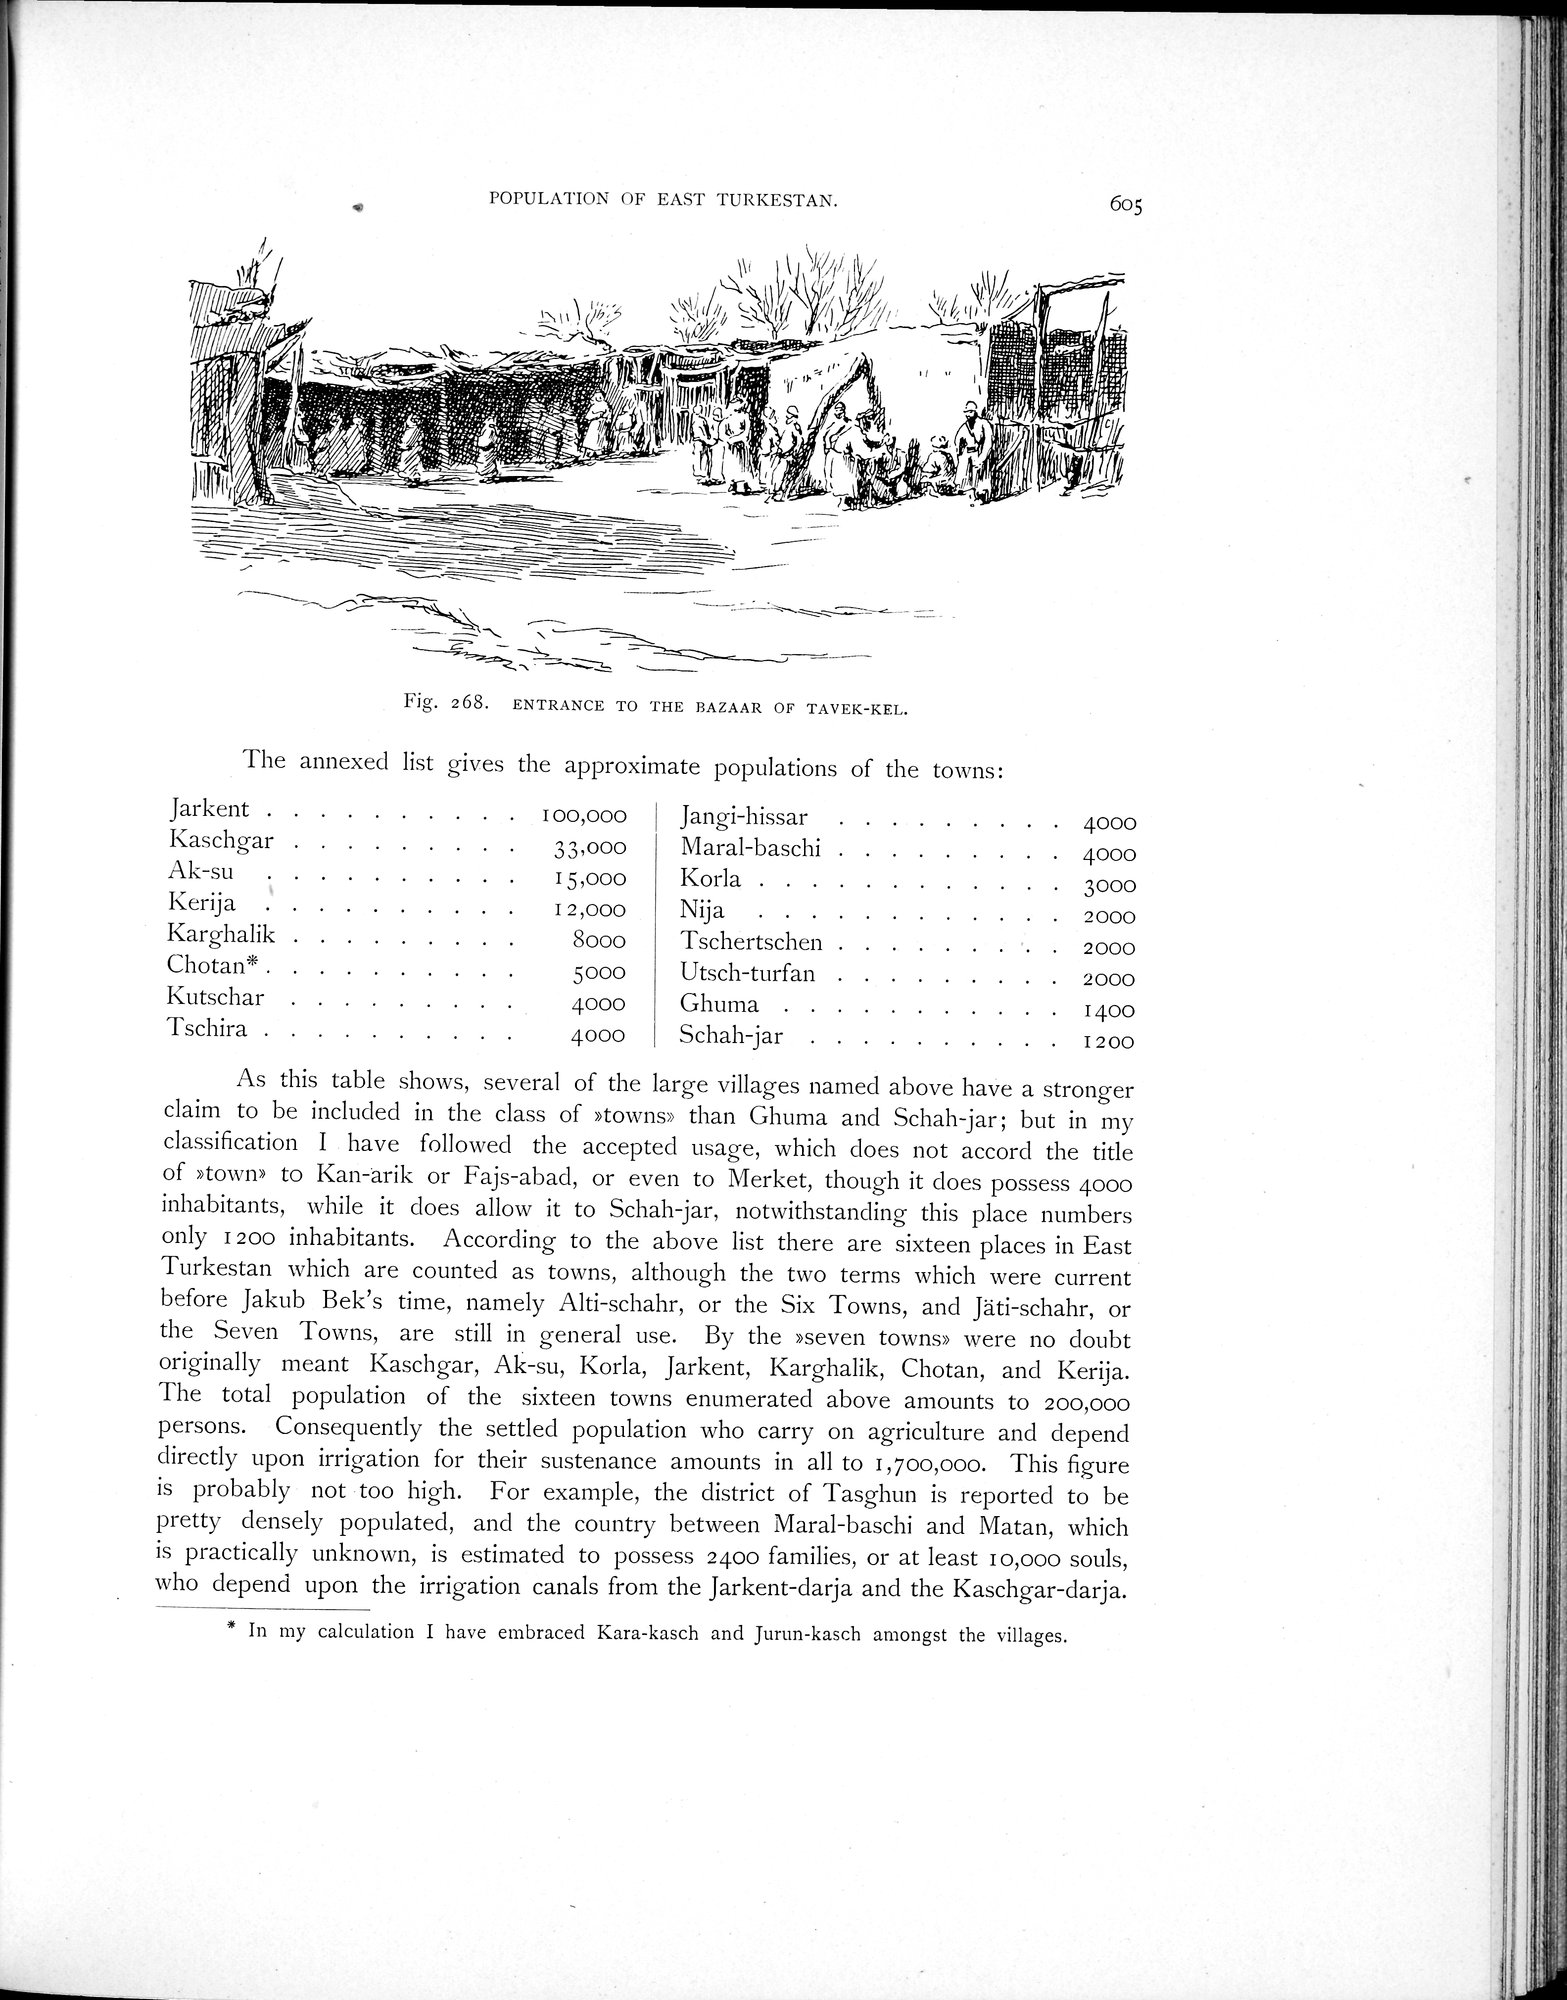 POPULATION OF EAST TURKESTAN. 605
Fig. 268. ENTRANCE TO THE BAZAAR OF TAVEK-KEL.
The annexed list gives the approximate populations of the towns:
Jarkent . . . . . . . . . . 100,000
Kaschgar . . . . . . . . . 33,000
Ak-su . . . . . . . . . . 15,000
Kerija . . . . . . . . . . 12,000
Karghalik . . . . . . . . . 8000
Chotan* . . . . . . . . . . 5000
Kutschar . . . . . . . . . 4000
Tschira . . . . . . . . . . 4000
Jangi-hissar . . . . . . . . . 4000
Maral-baschi . . . . . . . . . 4000
Korla . . . . . . . . . . . . 3000
Nija . . . . . . . . . . . . 2000
Tschertschen . . . . . . . . . 2000
Utsch-turfan . . . . . . . . . 2000
Ghuma . . . . . . . . . . . 1400
Schah-jar . . . . . . . . . . 1200
As this table shows, several of the large villages named above have a stronger
claim to be included in the class of »towns» than Ghuma and Schah-jar; but in my
classification I have followed the accepted usage, which does not accord the title
of »town» to Kan-arik or Fajs-abad, or even to Merket, though it does possess 4000
inhabitants, while it does allow it to Schah-jar, notwithstanding this place numbers
only 1200 inhabitants. According to the above list there are sixteen places in East
Turkestan which are counted as towns, although the two terms which were current
before Jakub Bek's time, namely Alti-schahr, or the Six Towns, and Jäti-schahr, or
the Seven Towns, are still in general use. By the »seven towns» were no doubt
originally meant Kaschgar, Ak-su, Korla, Jarkent, Karghalik, Chotan, and Kerija.
The total population of the sixteen towns enumerated above amounts to 200,000
persons. Consequently the settled population who carry on agriculture and depend
directly upon irrigation for their sustenance amounts in all to 1,700,000. This figure
is probably not too high. For example, the district of Tasghun is reported to be
pretty densely populated, and the country between Maral-baschi and Matan, which
is practically unknown, is estimated to possess 2400 families, or at least 10,000 souls,
who depend upon the irrigation canals from the Jarkent-darja and the Kaschgar-darja.
* In my calculation I have embraced Kara-kasch and Jurun-kasch amongst the villages.